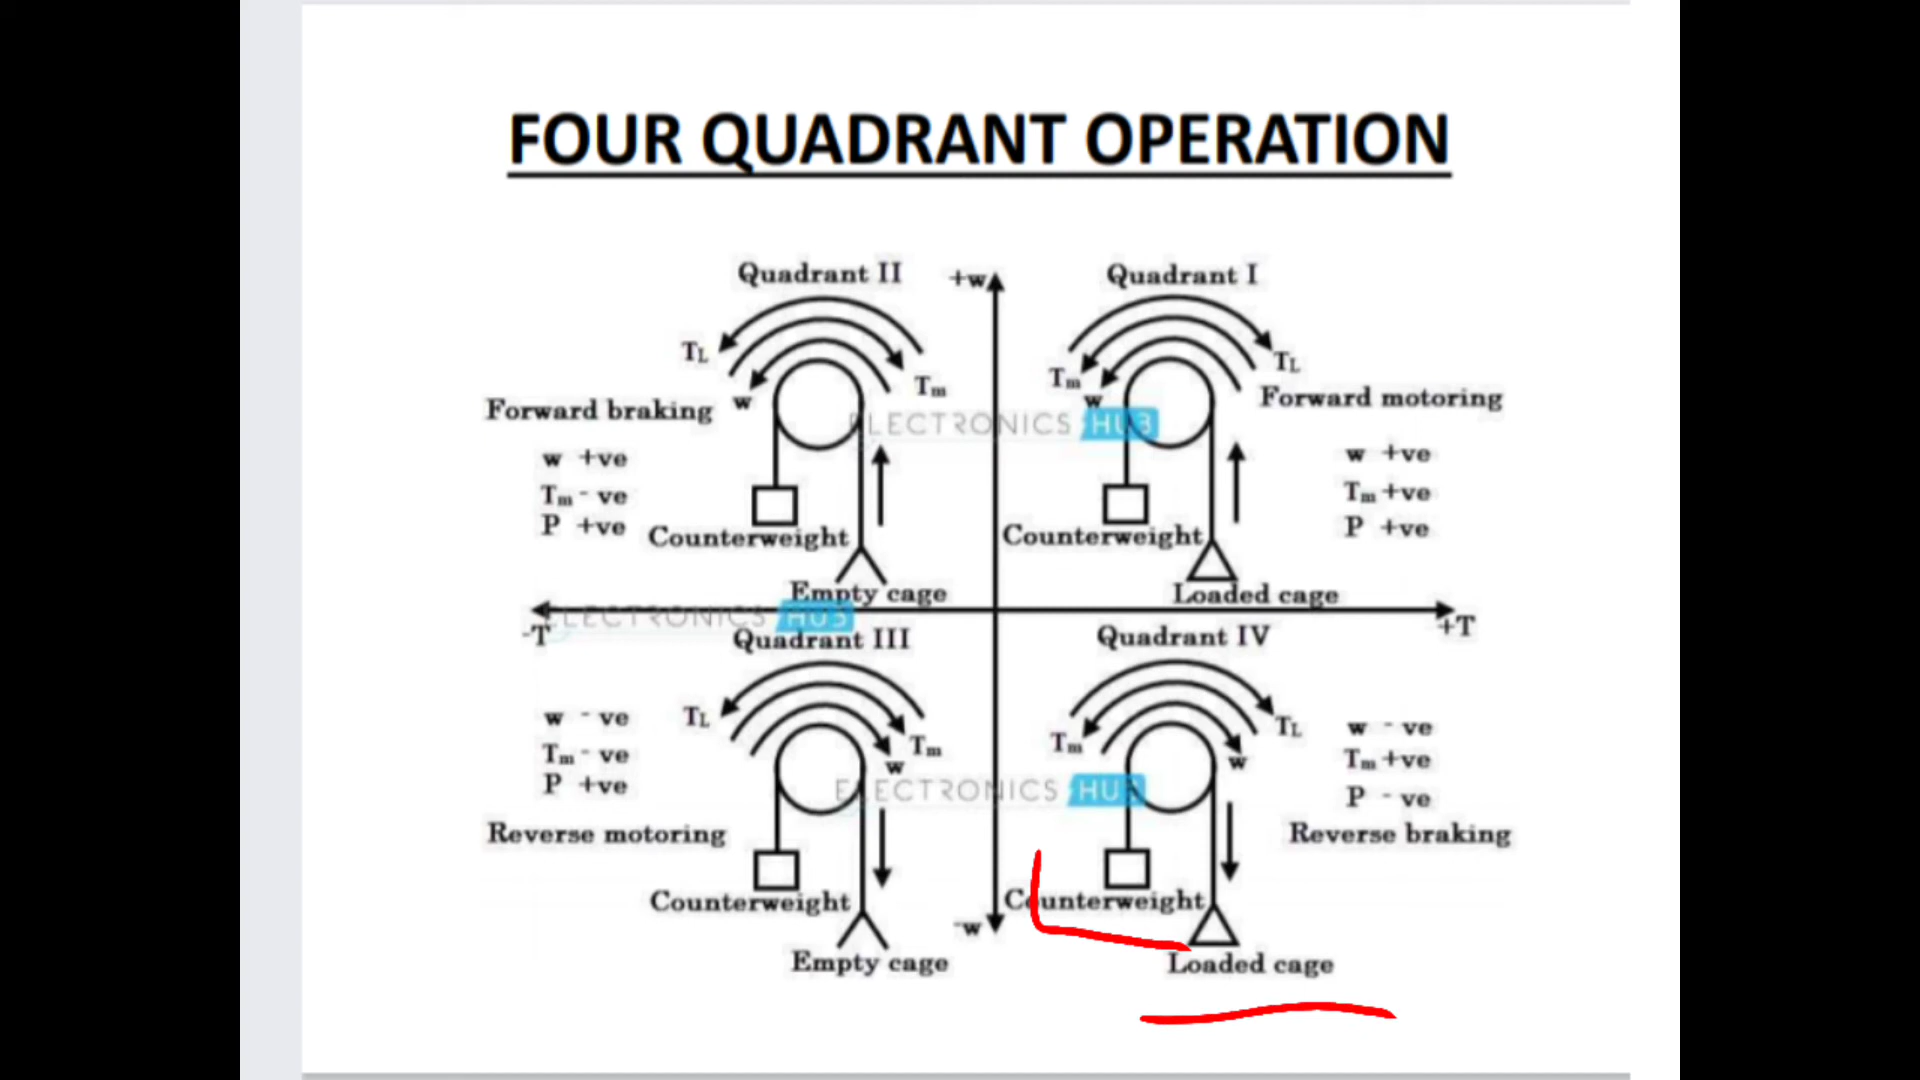 FOUR QUADRANT OPERATION
Quadrant II
+w
Quadrant I
TL
Tm
w
Forward braking
w +ve
Tm - ve
P +ve
Counterweight
Empty cage
Tm
w
TL
Forward motoring
w +ve
Tm +ve
P +ve
Counterweight
Loaded cage
ELECTRONICS HUB
ELECTRONICS HUB
-T
+T
Quadrant III
Quadrant IV
w - ve
Tm - ve
P +ve
Reverse motoring
TL
Tm
w
Counterweight
Empty cage
-w
Tm
TL
w
w - ve
Tm +ve
P - ve
Reverse braking
ELECTRONICS HUB
Counterweight
Loaded cage